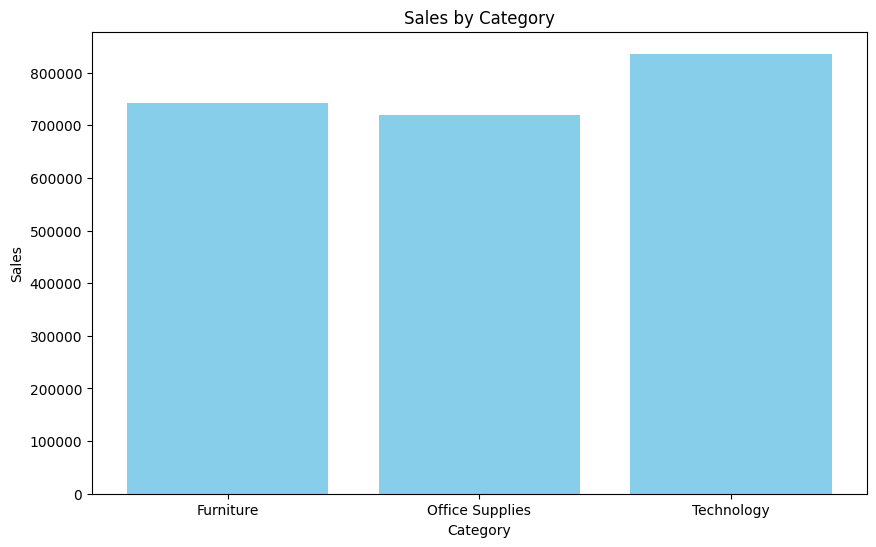 Sales by Category
Sales
800000
700000
600000
500000
400000
300000
200000
100000
0
Furniture
Office Supplies
Technology
Category